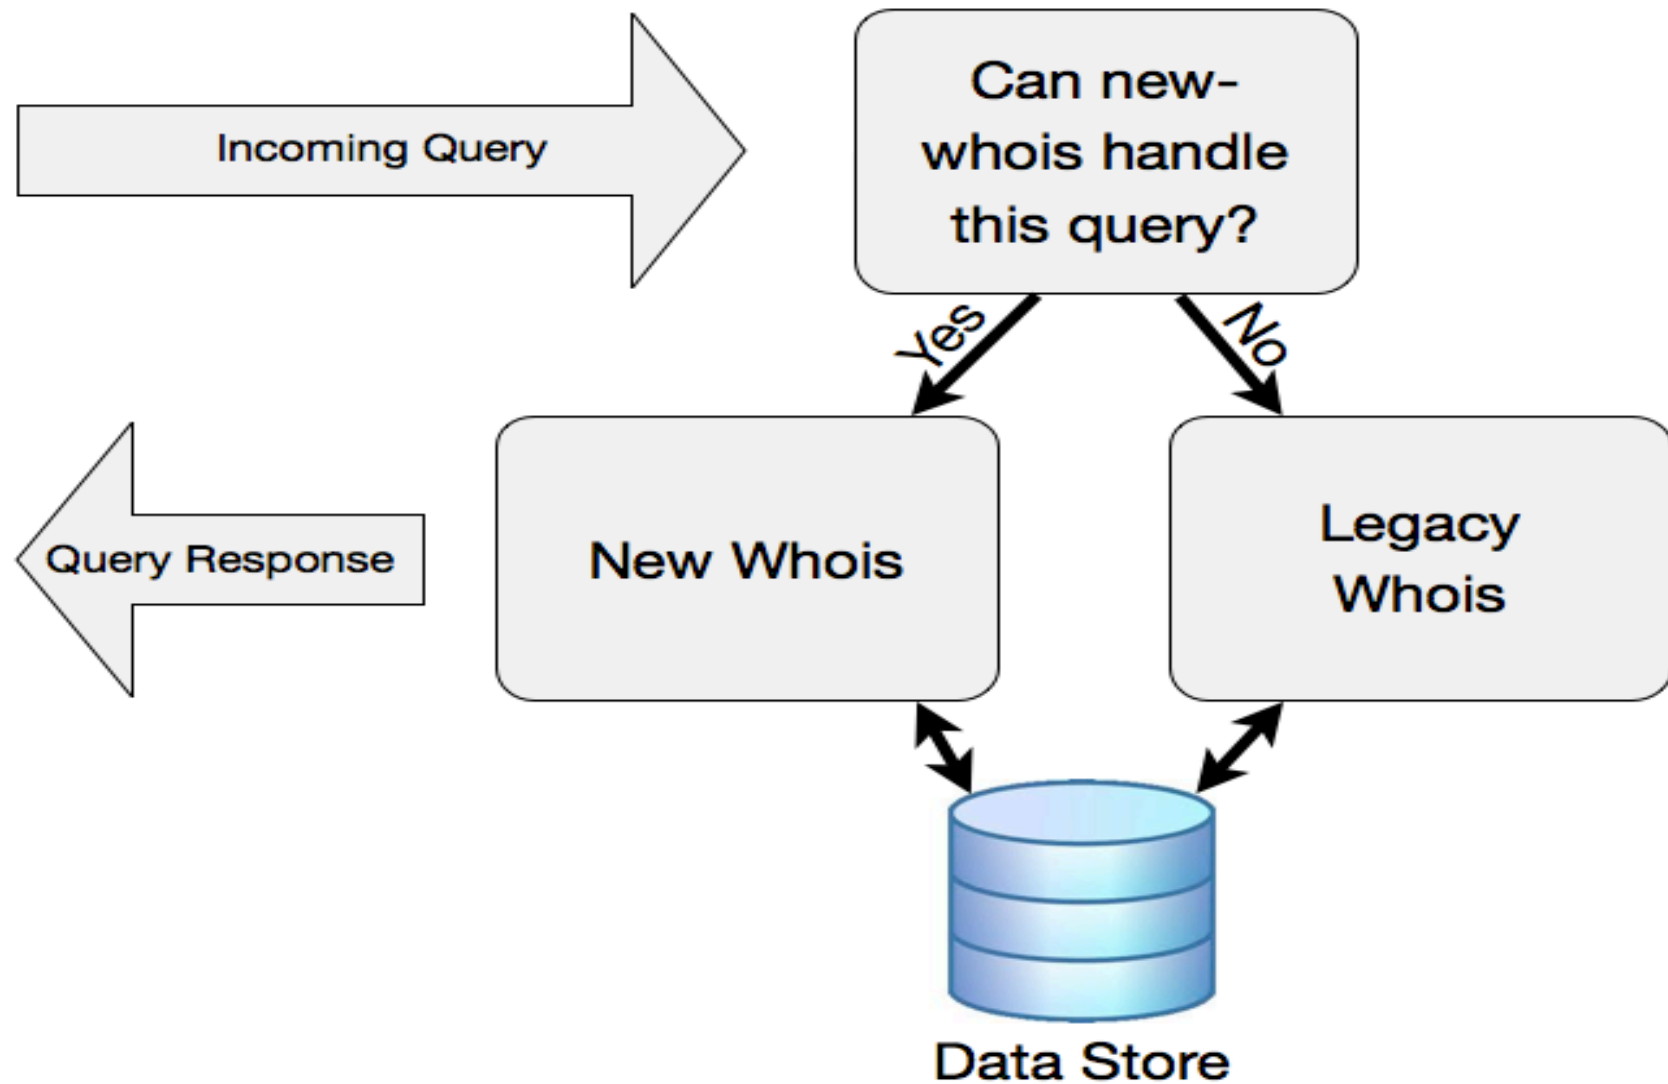 Incoming Query
Can new-
whois handle
this query?
Yes
No
Query Response
New Whois
Legacy
Whois
Data Store